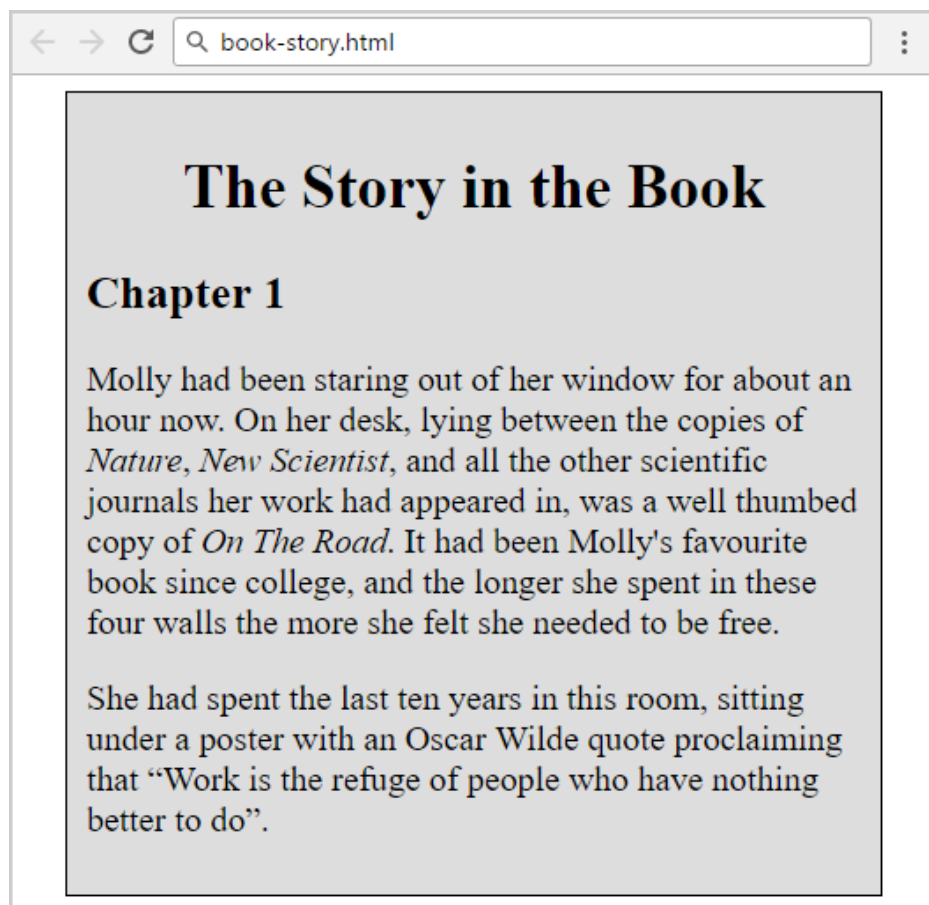 book-story.html
The Story in the Book
Chapter 1
Molly had been staring out of her window for about an
hour now. On her desk, lying between the copies of
Nature, New Scientist, and all the other scientific
journals her work had appeared in, was a well thumbed
copy of On The Road. It had been Molly's favourite
book since college, and the longer she spent in these
four walls the more she felt she needed to be free.
She had spent the last ten years in this room, sitting
under a poster with an Oscar Wilde quote proclaiming
that “Work is the refuge of people who have nothing
better to do”.